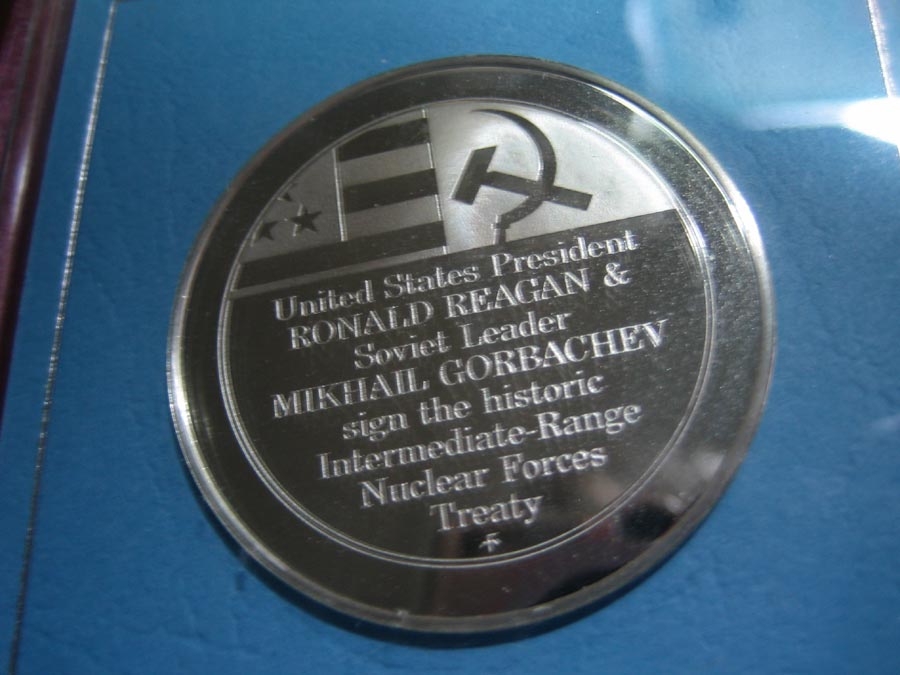 United States President
RONALD REAGAN &
Soviet Leader
MIKHAIL GORBACHEV
sign the historic
Intermediate-Range
Nuclear Forces
Treaty